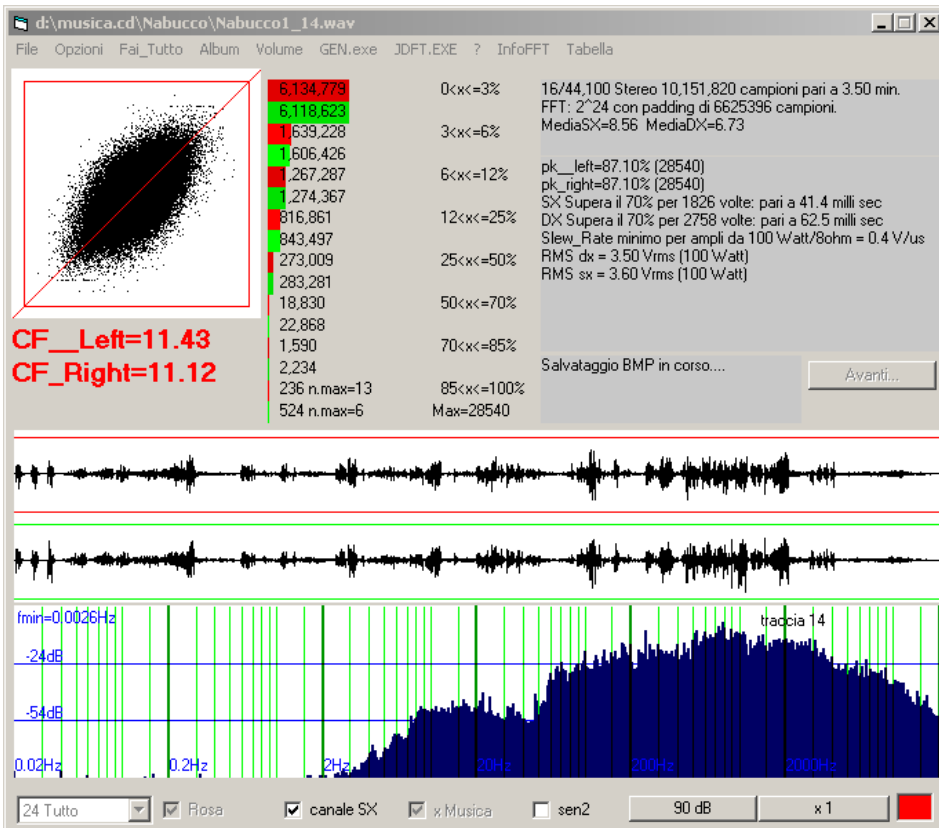 d:\musica.cd\Nabucco\Nabucco1_14.wav
File Opzioni Fai_Tutto Album Volume GEN.exe JDFT.EXE ? InfoFFT Tabella
6,134,779 0<x<=3%
6,118,623
1,639,228 3<x<=6%
1,606,426
1,267,287 6<x<=12%
1,274,367
816,861 12<x<=25%
843,497
273,009 25<x<=50%
283,281
18,830 50<x<=70%
22,868
1,590 70<x<=85%
2,234
236 n.max=13 85<x<=100%
524 n.max=6 Max=28540
CF__Left=11.43
CF_Right=11.12
16/44,100 Stereo 10,151,820 campioni pari a 3.50 min.
FFT: 2^24 con padding di 6625396 campioni.
MediaSX=8.56 MediaDX=6.73
pk__left=87.10% (28540)
pk_right=87.10% (28540)
SX Supera il 70% per 1826 volte: pari a 41.4 milli sec
DX Supera il 70% per 2758 volte: pari a 62.5 milli sec
Slew_Rate minimo per ampli da 100 Watt/8ohm = 0.4 V/us
RMS dx = 3.50 Vrms (100 Watt)
RMS sx = 3.60 Vrms (100 Watt)
Salvataggio BMP in corso....
Avanti...
fmin=0.0026Hz
traccia 14
-24dB
-54dB
0.02Hz 0.2Hz 2Hz 20Hz 200Hz 2000Hz
24 Tutto Rosa canale SX x Musica sen2 90 dB x 1